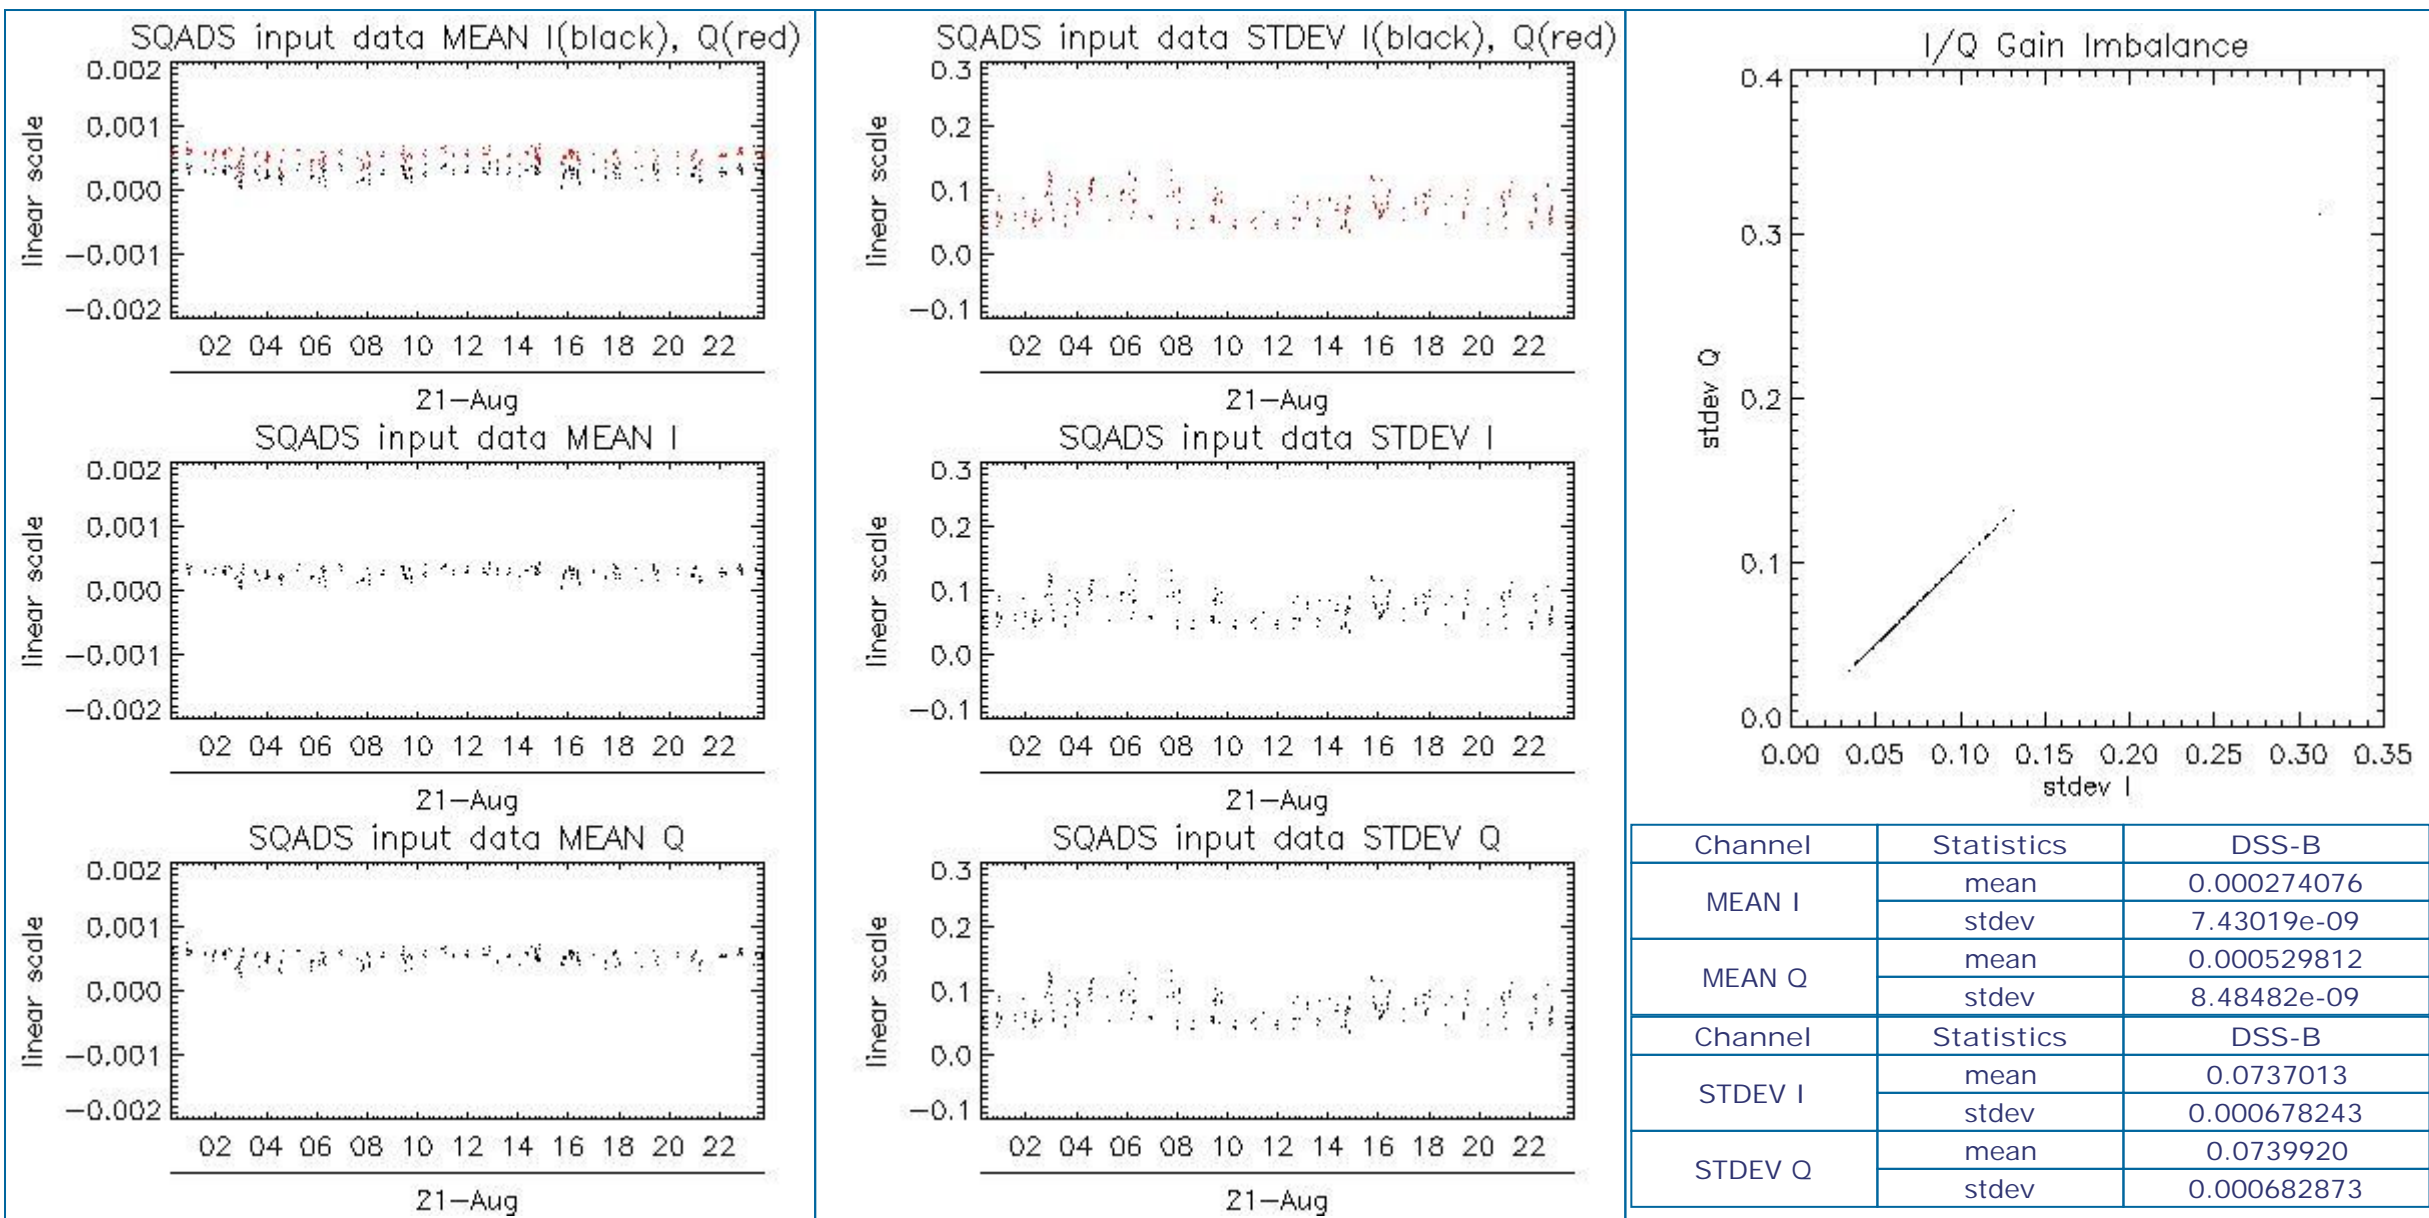 SQADS input data MEAN I(black), Q(red)
0.002
0.001
0.000
−0.001
−0.002
linear scale
02 04 06 08 10 12 14 16 18 20 22
21−Aug
SQADS input data MEAN I
0.002
0.001
0.000
−0.001
−0.002
linear scale
02 04 06 08 10 12 14 16 18 20 22
21−Aug
SQADS input data MEAN Q
0.002
0.001
0.000
−0.001
−0.002
linear scale
02 04 06 08 10 12 14 16 18 20 22
21−Aug
SQADS input data STDEV I(black), Q(red)
0.3
0.2
0.1
0.0
−0.1
linear scale
02 04 06 08 10 12 14 16 18 20 22
21−Aug
SQADS input data STDEV I
0.3
0.2
0.1
0.0
−0.1
linear scale
02 04 06 08 10 12 14 16 18 20 22
21−Aug
SQADS input data STDEV Q
0.3
0.2
0.1
0.0
−0.1
linear scale
02 04 06 08 10 12 14 16 18 20 22
21−Aug
I/Q Gain Imbalance
0.4
0.3
0.2
0.1
0.0
stdev Q
0.00 0.05 0.10 0.15 0.20 0.25 0.30 0.35
stdev I
Channel Statistics DSS-B
MEAN I mean 0.000274076
stdev 7.43019e-09
MEAN Q mean 0.000529812
stdev 8.48482e-09
Channel Statistics DSS-B
STDEV I mean 0.0737013
stdev 0.000678243
STDEV Q mean 0.0739920
stdev 0.000682873